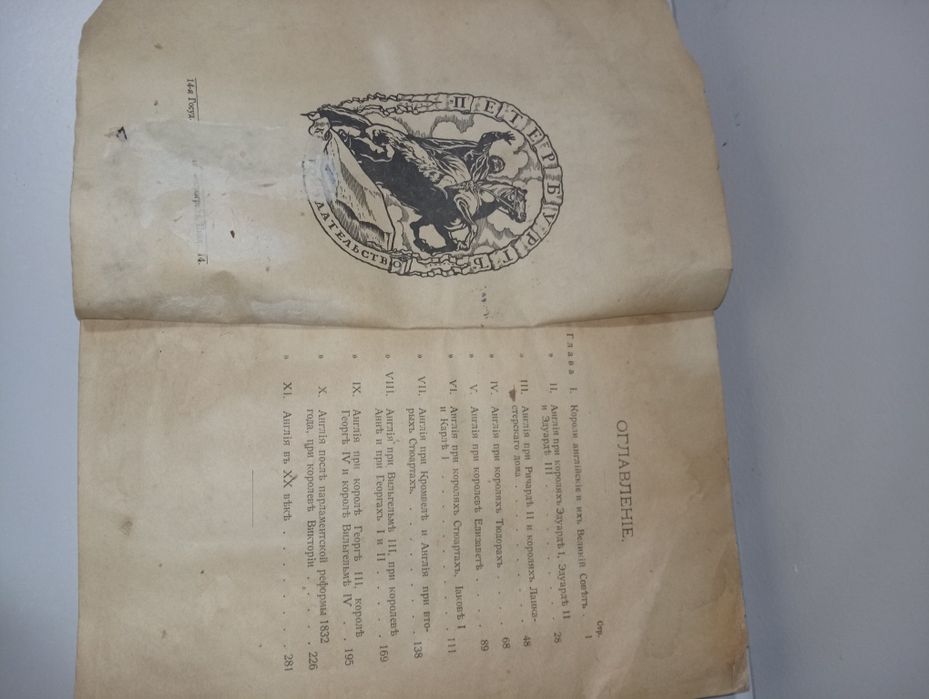 ПЕТЕРБУРГЪ
ДАТЕЛЬСТВО
14-я Госуд
14.
ОГЛАВЛЕНІЕ.
Стр.
Глава I. Короли англійскіе и ихъ Великій Совѣтъ . 1
» II. Англія при короляхъ Эдуардѣ I, Эдуардѣ II
и Эдуардѣ III . . . . . . 28
» III. Англія при Ричардѣ II и короляхъ Ланка-
стерскаго дома . . . . . . 48
» IV. Англія при короляхъ Тюдорахъ . . . 68
» V. Англія при королевѣ Елизаветѣ . . . 89
» VI. Англія при короляхъ Стюартахъ, Іаковѣ I
и Карлѣ I . . . . . . 111
» VII. Англія при Кромвелѣ и Англія при вто-
рыхъ Стюартахъ. . . . . . 138
» VIII. Англія при Вильгельмѣ III, при королевѣ
Аннѣ и при Георгахъ I и II . . . 169
» IX. Англія при королѣ Георгѣ III, королѣ
Георгѣ IV и королѣ Вильгельмѣ IV . . 195
» X. Англія послѣ парламентской реформы 1832
года, при королевѣ Викторіи . . . . 226
» XI. Англія въ XX вѣкѣ . . . . . . 281